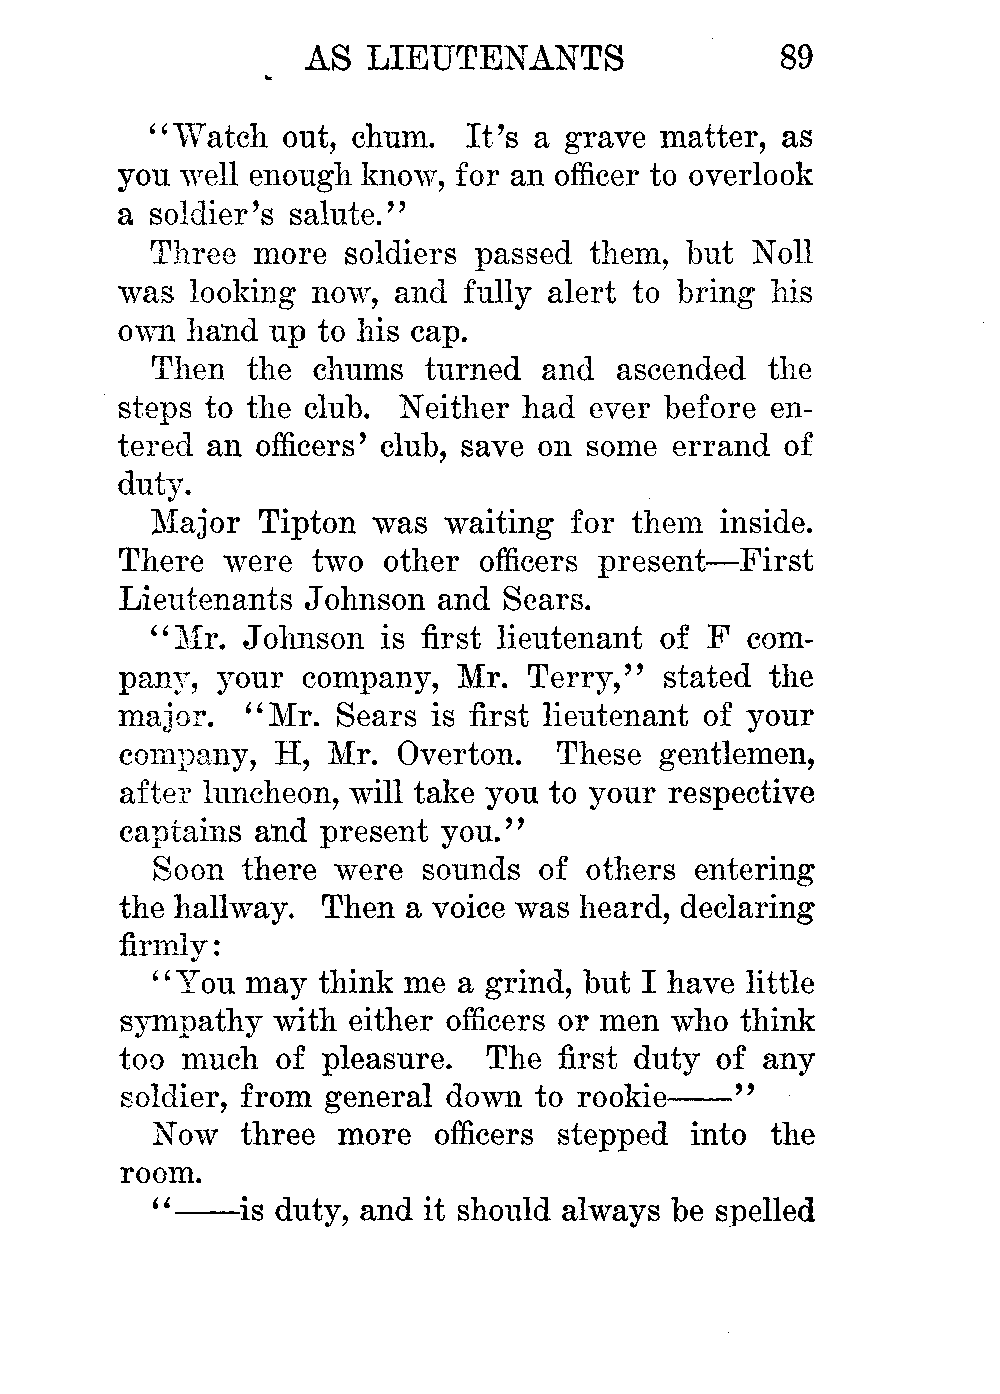 AS LIEUTENANTS 89
"Watch out, chum. It's a grave matter, as
you well enough know, for an officer to overlook
a soldier's salute."
Three more soldiers passed them, but Noll
was looking now, and fully alert to bring his
own hand up to his cap.
Then the chums turned and ascended the
steps to the club. Neither had ever before en-
tered an officers' club, save on some errand of
duty.
Major Tipton was waiting for them inside.
There were two other officers present—First
Lieutenants Johnson and Sears.
"Mr. Johnson is first lieutenant of F com-
pany, your company, Mr. Terry," stated the
major. "Mr. Sears is first lieutenant of your
company, H, Mr. Overton. These gentlemen,
after luncheon, will take you to your respective
captains and present you."
Soon there were sounds of others entering
the hallway. Then a voice was heard, declaring
firmly:
"You may think me a grind, but I have little
sympathy with either officers or men who think
too much of pleasure. The first duty of any
soldier, from general down to rookie——"
Now three more officers stepped into the
room.
"——is duty, and it should always be spelled